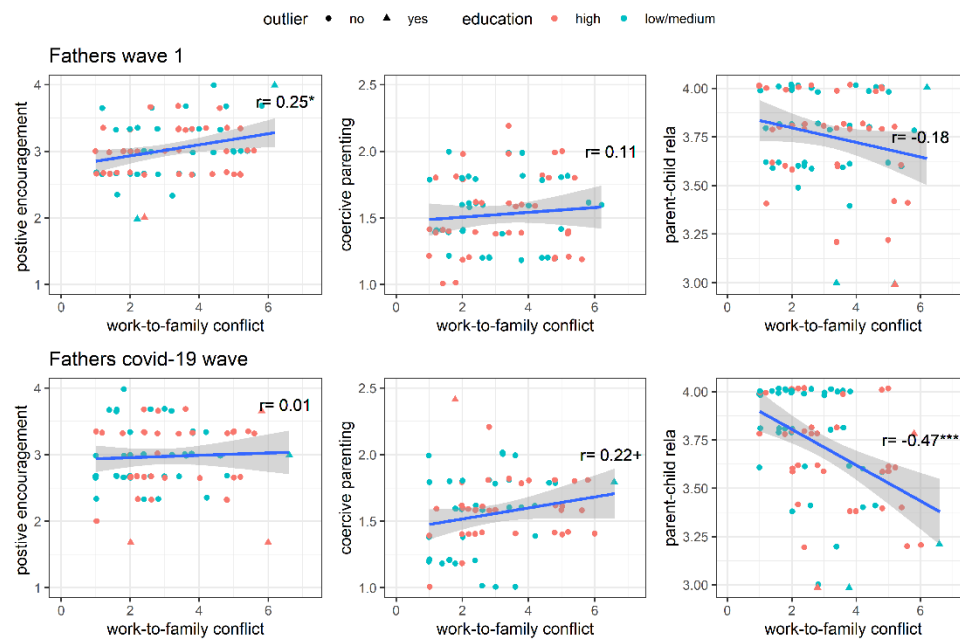 outlier no yes education high low/medium
Fathers wave 1
postive encouragement
4
3
2
1
r= 0.25*
0 2 4 6
work-to-family conflict
coercive parenting
2.5
2.0
1.5
1.0
r= 0.11
0 2 4 6
work-to-family conflict
parent-child rela
4.00
3.75
3.50
3.25
3.00
r= -0.18
0 2 4 6
work-to-family conflict
Fathers covid-19 wave
postive encouragement
4
3
2
1
r= 0.01
0 2 4 6
work-to-family conflict
coercive parenting
2.5
2.0
1.5
1.0
r= 0.22+
0 2 4 6
work-to-family conflict
parent-child rela
4.00
3.75
3.50
3.25
3.00
r= -0.47***
0 2 4 6
work-to-family conflict